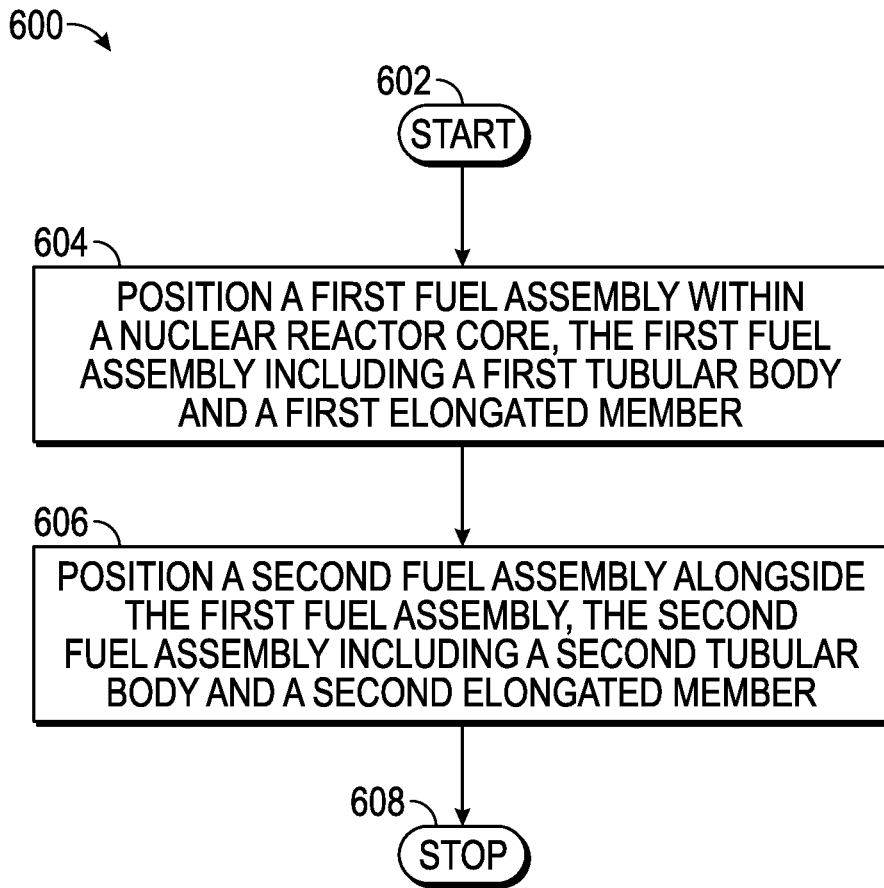 600
602
START
604
POSITION A FIRST FUEL ASSEMBLY WITHIN
A NUCLEAR REACTOR CORE, THE FIRST FUEL
ASSEMBLY INCLUDING A FIRST TUBULAR BODY
AND A FIRST ELONGATED MEMBER
606
POSITION A SECOND FUEL ASSEMBLY ALONGSIDE
THE FIRST FUEL ASSEMBLY, THE SECOND
FUEL ASSEMBLY INCLUDING A SECOND TUBULAR
BODY AND A SECOND ELONGATED MEMBER
608
STOP